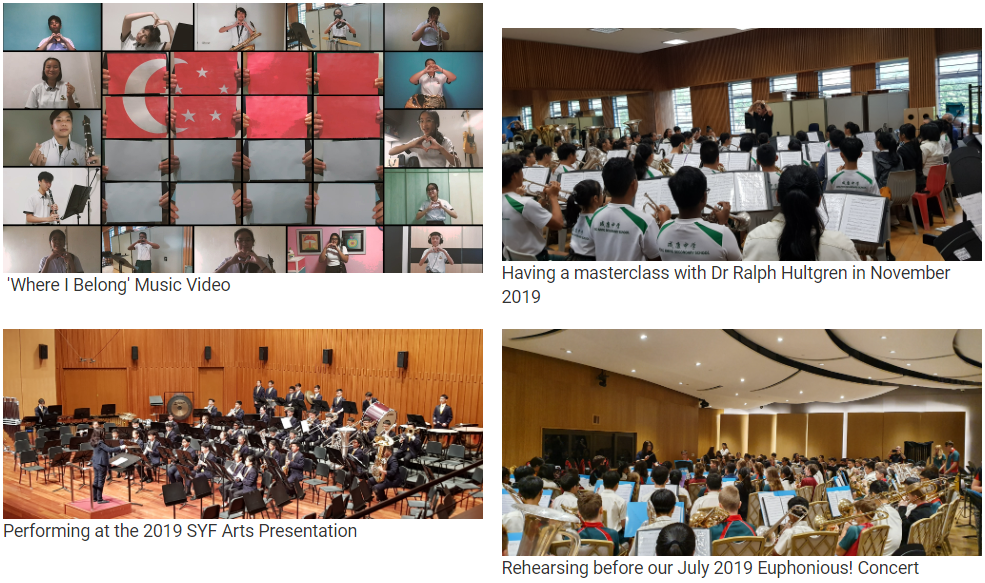 'Where I Belong' Music Video
Having a masterclass with Dr Ralph Hultgren in November
2019
Performing at the 2019 SYF Arts Presentation
Rehearsing before our July 2019 Euphonious! Concert